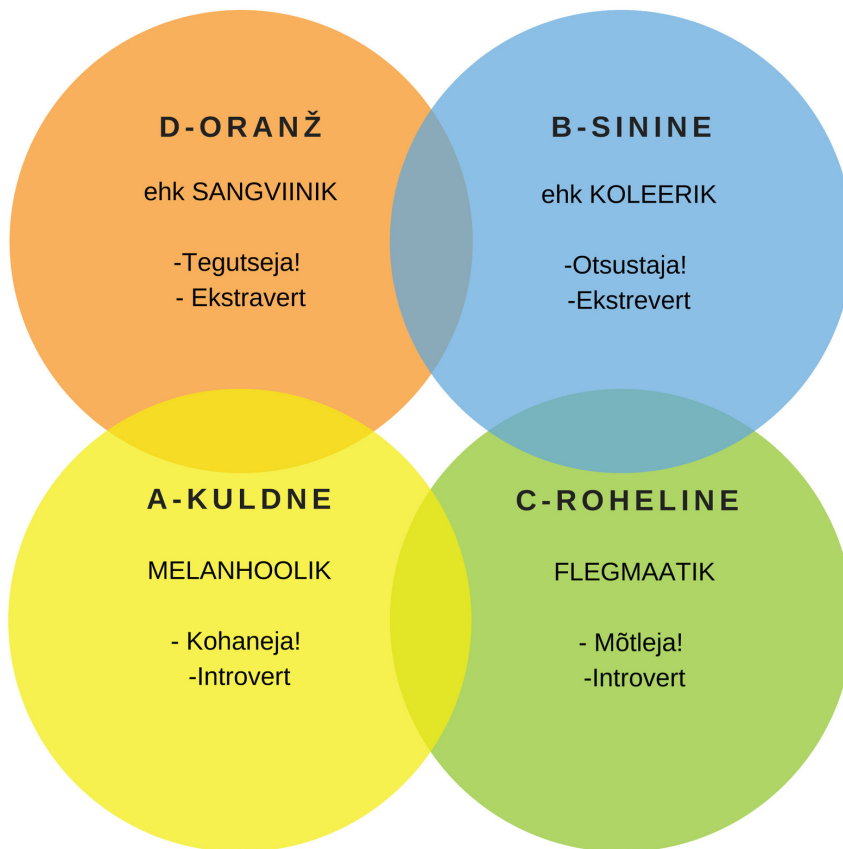 D-ORANŽ
ehk SANGVIINIK
-Tegutseja!
- Ekstravert
B-SININE
ehk KOLEERIK
-Otsustaja!
-Ekstrevert
A-KULDNE
MELANHOOLIK
- Kohaneja!
-Introvert
C-ROHELINE
FLEGMAATIK
- Mõtleja!
-Introvert